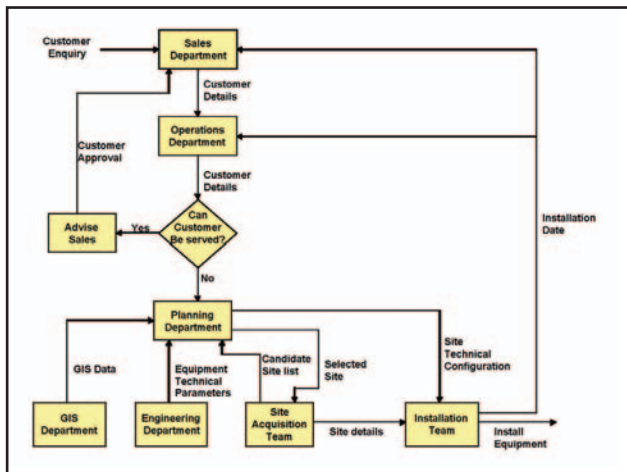 Customer
Enquiry
Sales
Department
Customer
Details
Customer
Approval
Operations
Department
Customer
Details
Advise
Sales
Yes
Can
Customer
Be served?
Installation
Date
No
Planning
Department
GIS Data
Equipment
Technical
Parameters
Candidate
Site list
Selected
Site
Site
Technical
Configuration
GIS
Department
Engineering
Department
Site
Acquisition
Team
Site details
Installation
Team
Install
Equipment